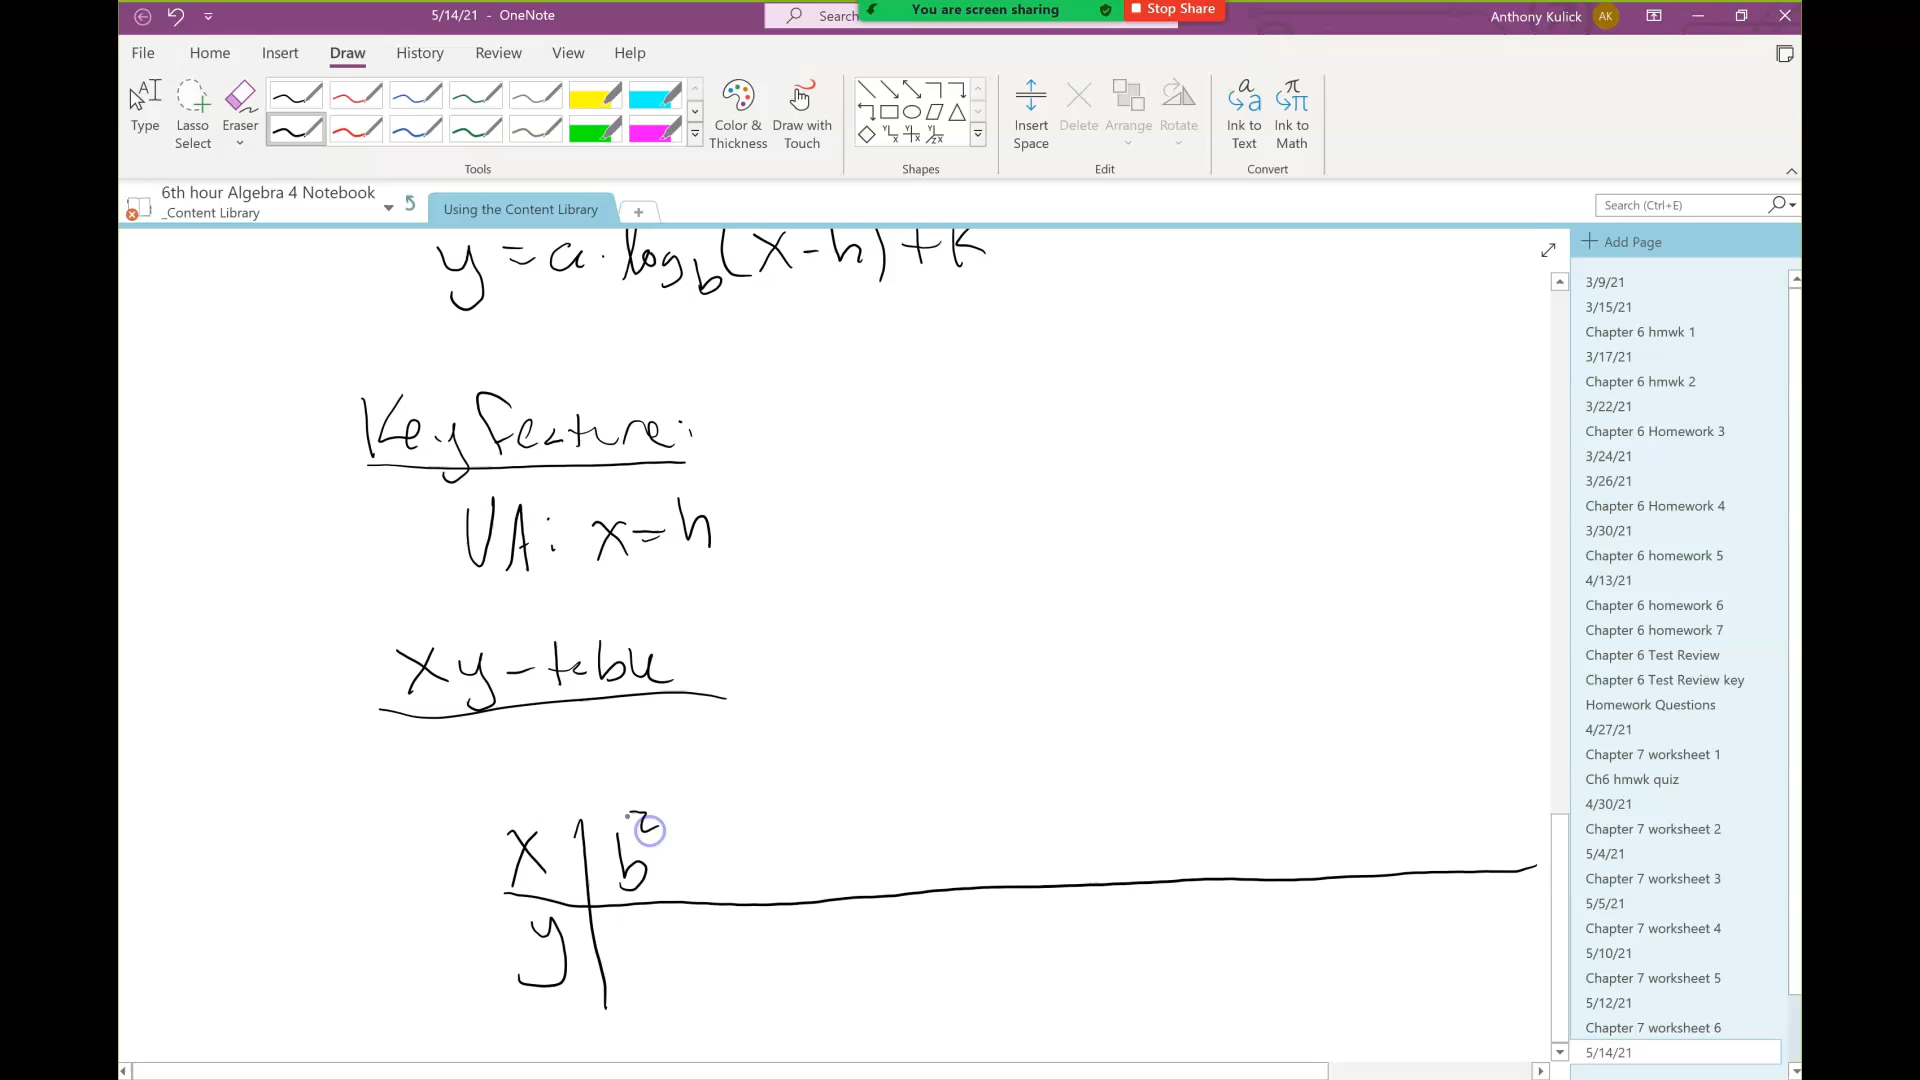 5/14/21 - OneNote
Search
You are screen sharing
Stop Share
Anthony Kulick
AK
File Home Insert Draw History Review View Help
Type
Lasso Select
Eraser
Color & Thickness
Draw with Touch
Insert Space
Delete
Arrange
Rotate
Ink to Text
Ink to Math
Tools
Shapes
Edit
Convert
6th hour Algebra 4 Notebook
_Content Library
Using the Content Library
Search (Ctrl+E)
Add Page
y = a · log_b (x - h) + k
Key Feature:
VA: x = h
xy - table
x | b²
y |
3/9/21
3/15/21
Chapter 6 hmwk 1
3/17/21
Chapter 6 hmwk 2
3/22/21
Chapter 6 Homework 3
3/24/21
3/26/21
Chapter 6 Homework 4
3/30/21
Chapter 6 homework 5
4/13/21
Chapter 6 homework 6
Chapter 6 homework 7
Chapter 6 Test Review
Chapter 6 Test Review key
Homework Questions
4/27/21
Chapter 7 worksheet 1
Ch6 hmwk quiz
4/30/21
Chapter 7 worksheet 2
5/4/21
Chapter 7 worksheet 3
5/5/21
Chapter 7 worksheet 4
5/10/21
Chapter 7 worksheet 5
5/12/21
Chapter 7 worksheet 6
5/14/21